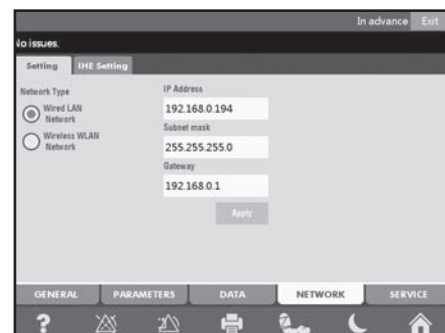 In advance Exit
No issues.
Setting IHE Setting
Network Type
Wired LAN
Network
Wireless WLAN
Network
IP Address
192.168.0.194
Subnet mask
255.255.255.0
Gateway
192.168.0.1
Apply
GENERAL PARAMETERS DATA NETWORK SERVICE